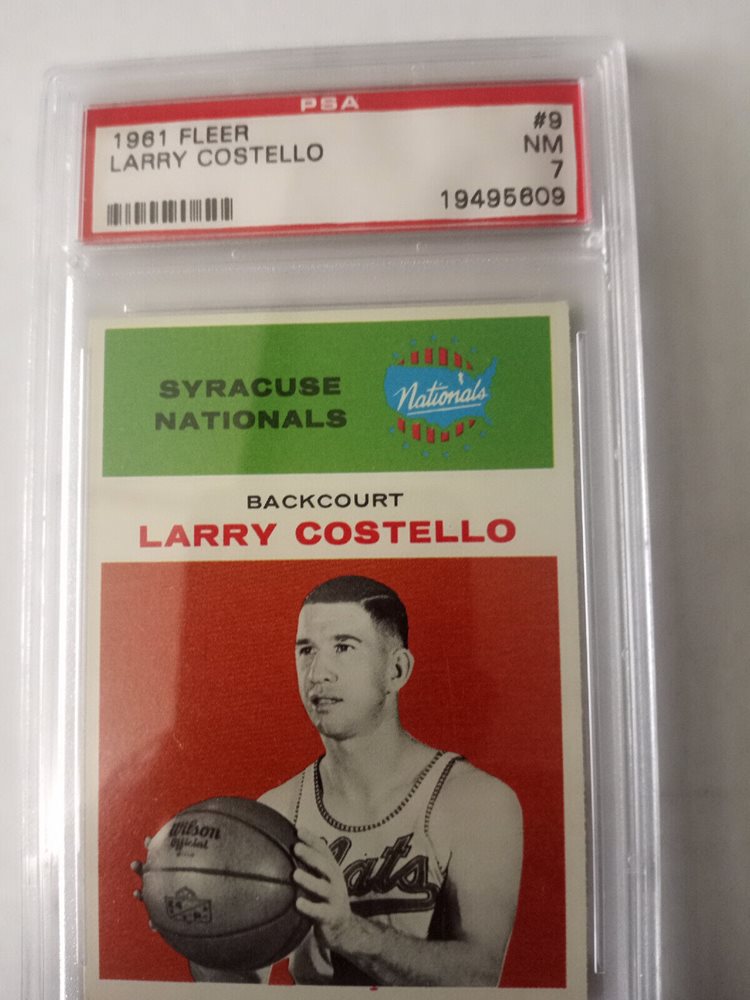 PSA
1961 FLEER
LARRY COSTELLO
#9
NM
7
19495609
SYRACUSE
NATIONALS
Nationals
BACKCOURT
LARRY COSTELLO
Wilson
Official
Nats